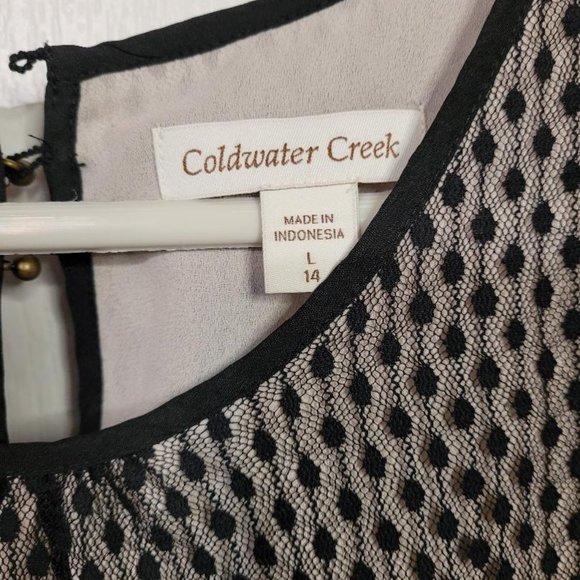 Coldwater Creek
MADE IN
INDONESIA
L
14